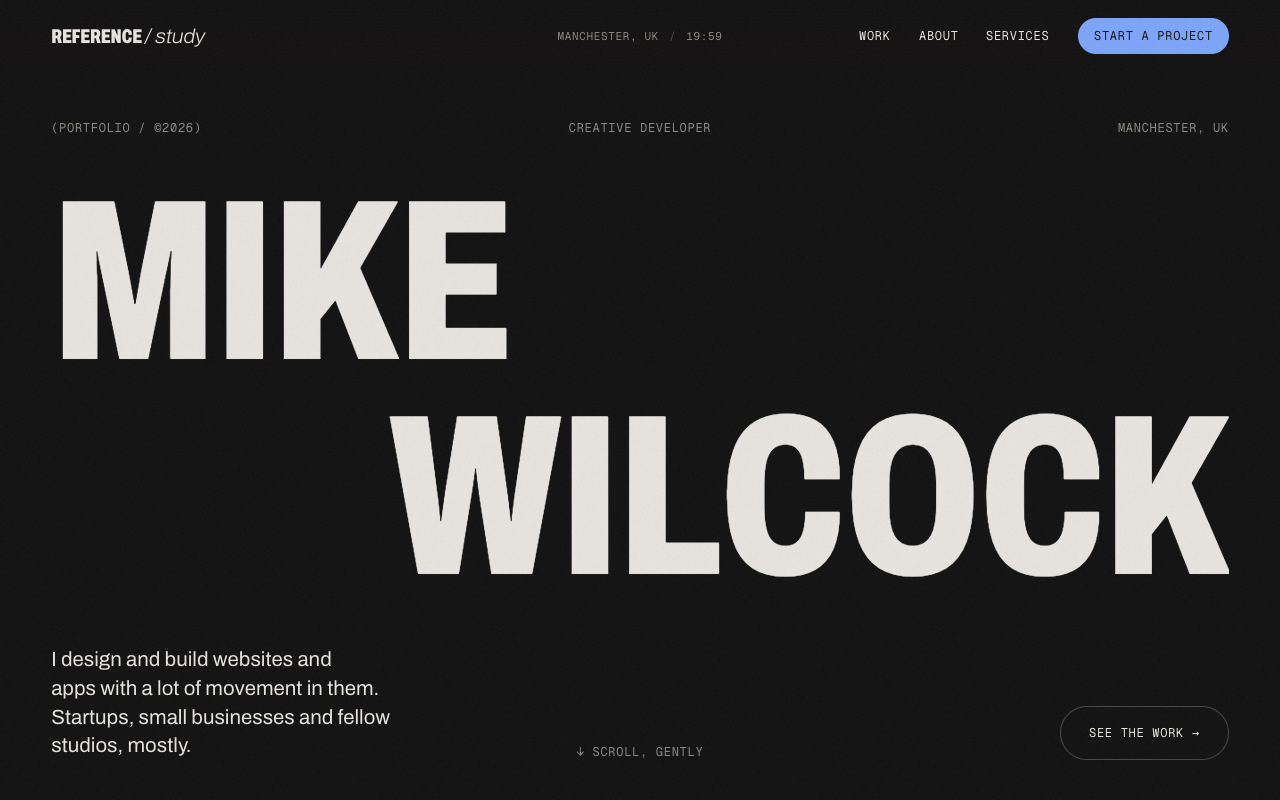 REFERENCE / study
MANCHESTER, UK / 19:59
WORK
ABOUT
SERVICES
START A PROJECT
(PORTFOLIO / ©2026)
CREATIVE DEVELOPER
MANCHESTER, UK
MIKE
WILCOCK
I design and build websites and
apps with a lot of movement in them.
Startups, small businesses and fellow
studios, mostly.
↓ SCROLL, GENTLY
SEE THE WORK →